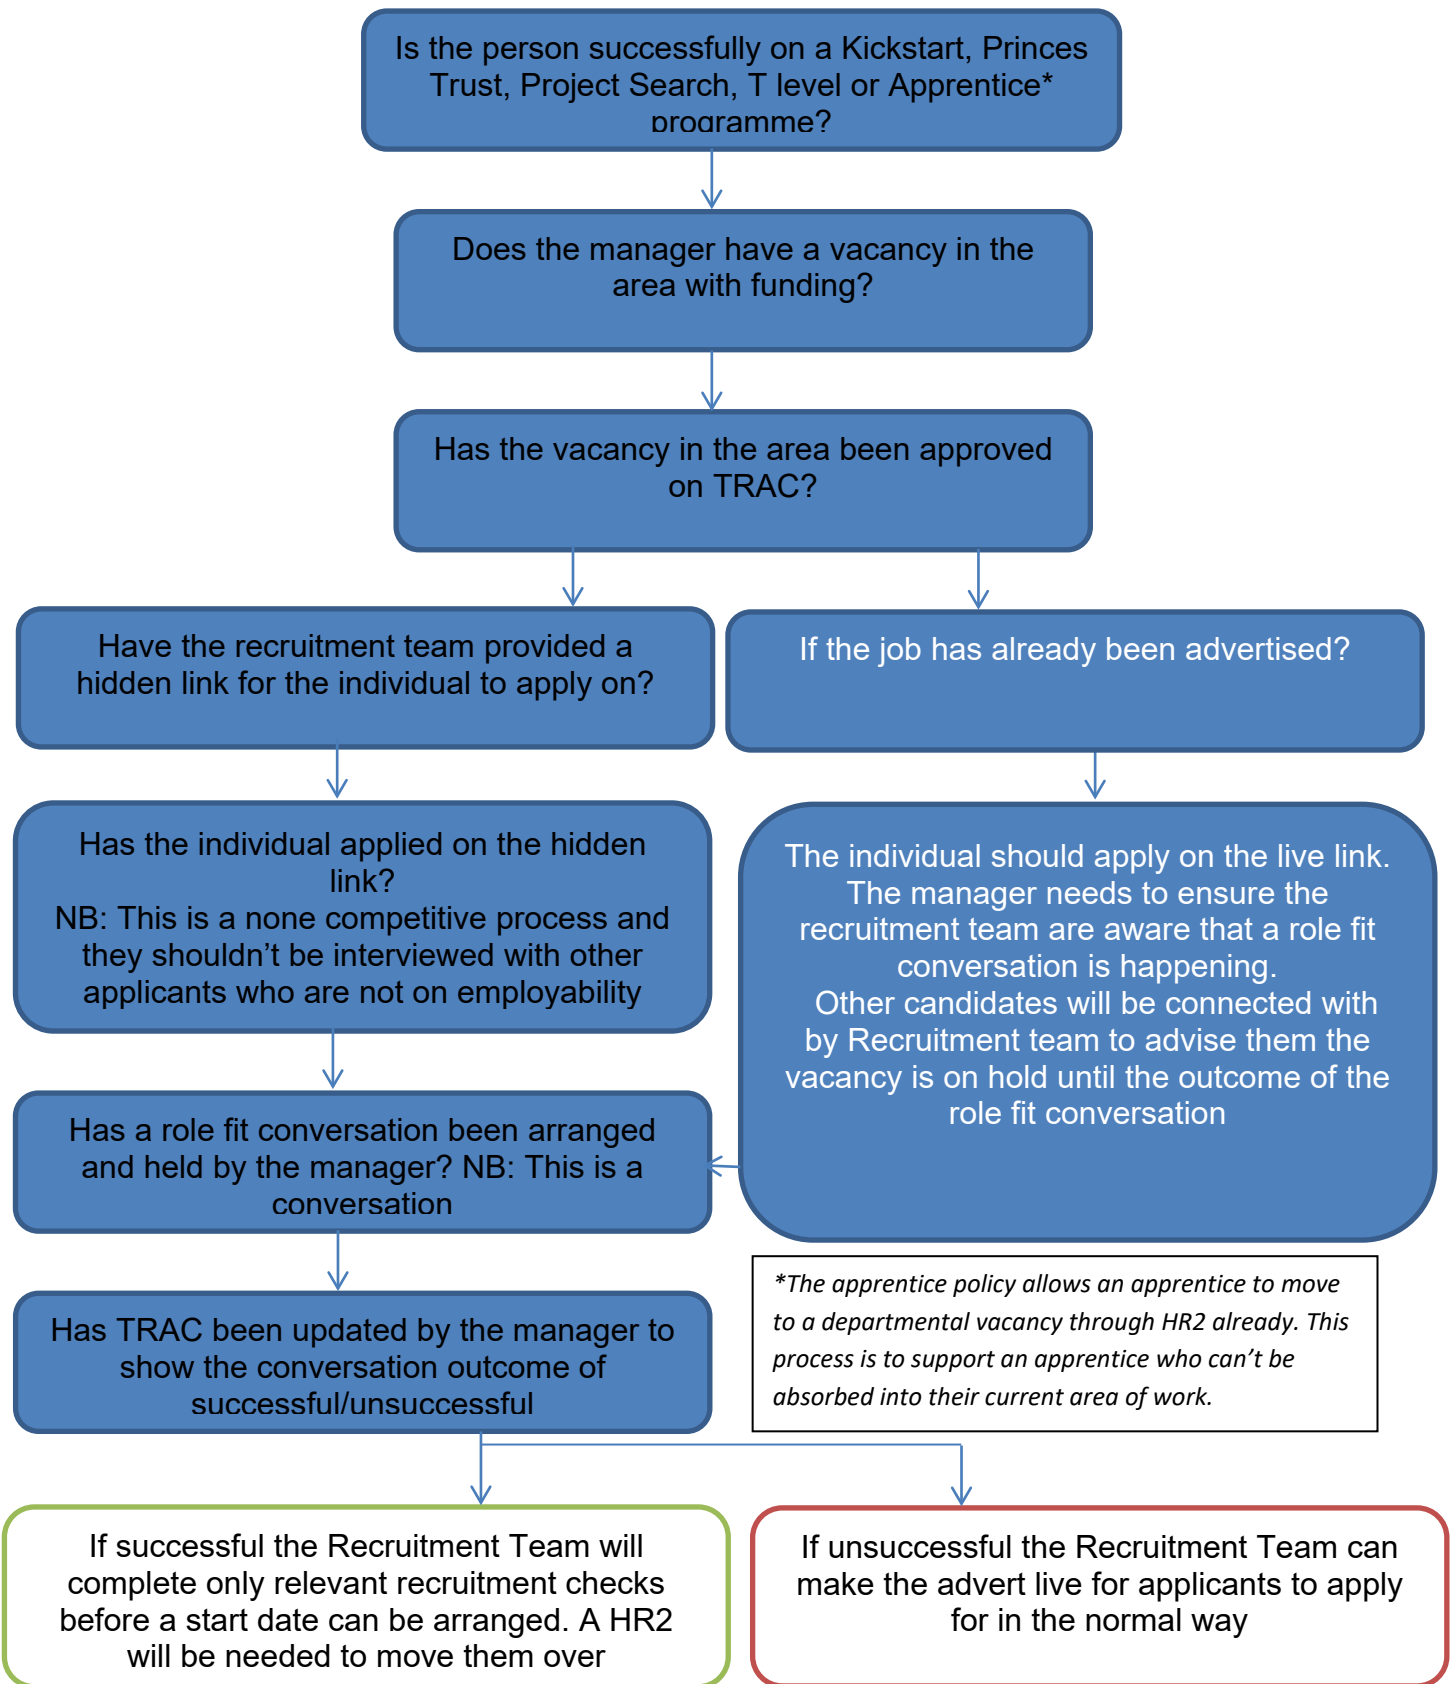 Is the person successfully on a Kickstart, Princes
Trust, Project Search, T level or Apprentice*
programme?
Does the manager have a vacancy in the
area with funding?
Has the vacancy in the area been approved
on TRAC?
Have the recruitment team provided a
hidden link for the individual to apply on?
If the job has already been advertised?
Has the individual applied on the hidden
link?
NB: This is a none competitive process and
they shouldn’t be interviewed with other
applicants who are not on employability
The individual should apply on the live link.
The manager needs to ensure the
recruitment team are aware that a role fit
conversation is happening.
Other candidates will be connected with
by Recruitment team to advise them the
vacancy is on hold until the outcome of the
role fit conversation
Has a role fit conversation been arranged
and held by the manager? NB: This is a
conversation
Has TRAC been updated by the manager to
show the conversation outcome of
successful/unsuccessful
*The apprentice policy allows an apprentice to move
to a departmental vacancy through HR2 already. This
process is to support an apprentice who can’t be
absorbed into their current area of work.
If successful the Recruitment Team will
complete only relevant recruitment checks
before a start date can be arranged. A HR2
will be needed to move them over
If unsuccessful the Recruitment Team can
make the advert live for applicants to apply
for in the normal way